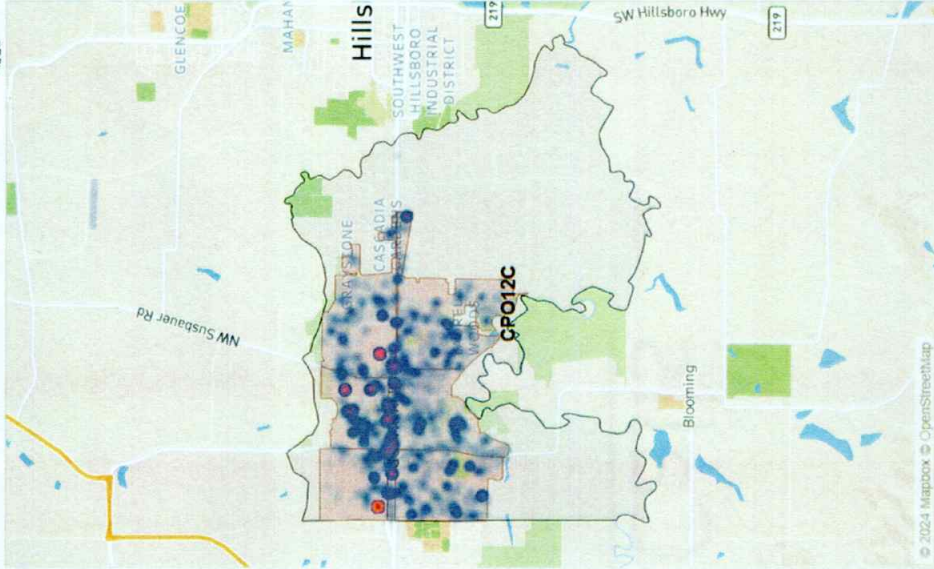 219
SW Hillsboro Hwy
219
GLENCOE
MAHAN
Hills
SOUTHWEST
HILLSBORO
INDUSTRIAL
DISTRICT
CASCADIA
GARDENS
NW Susbauer Rd
CPO12C
Blooming
© 2024 Mapbox © OpenStreetMap